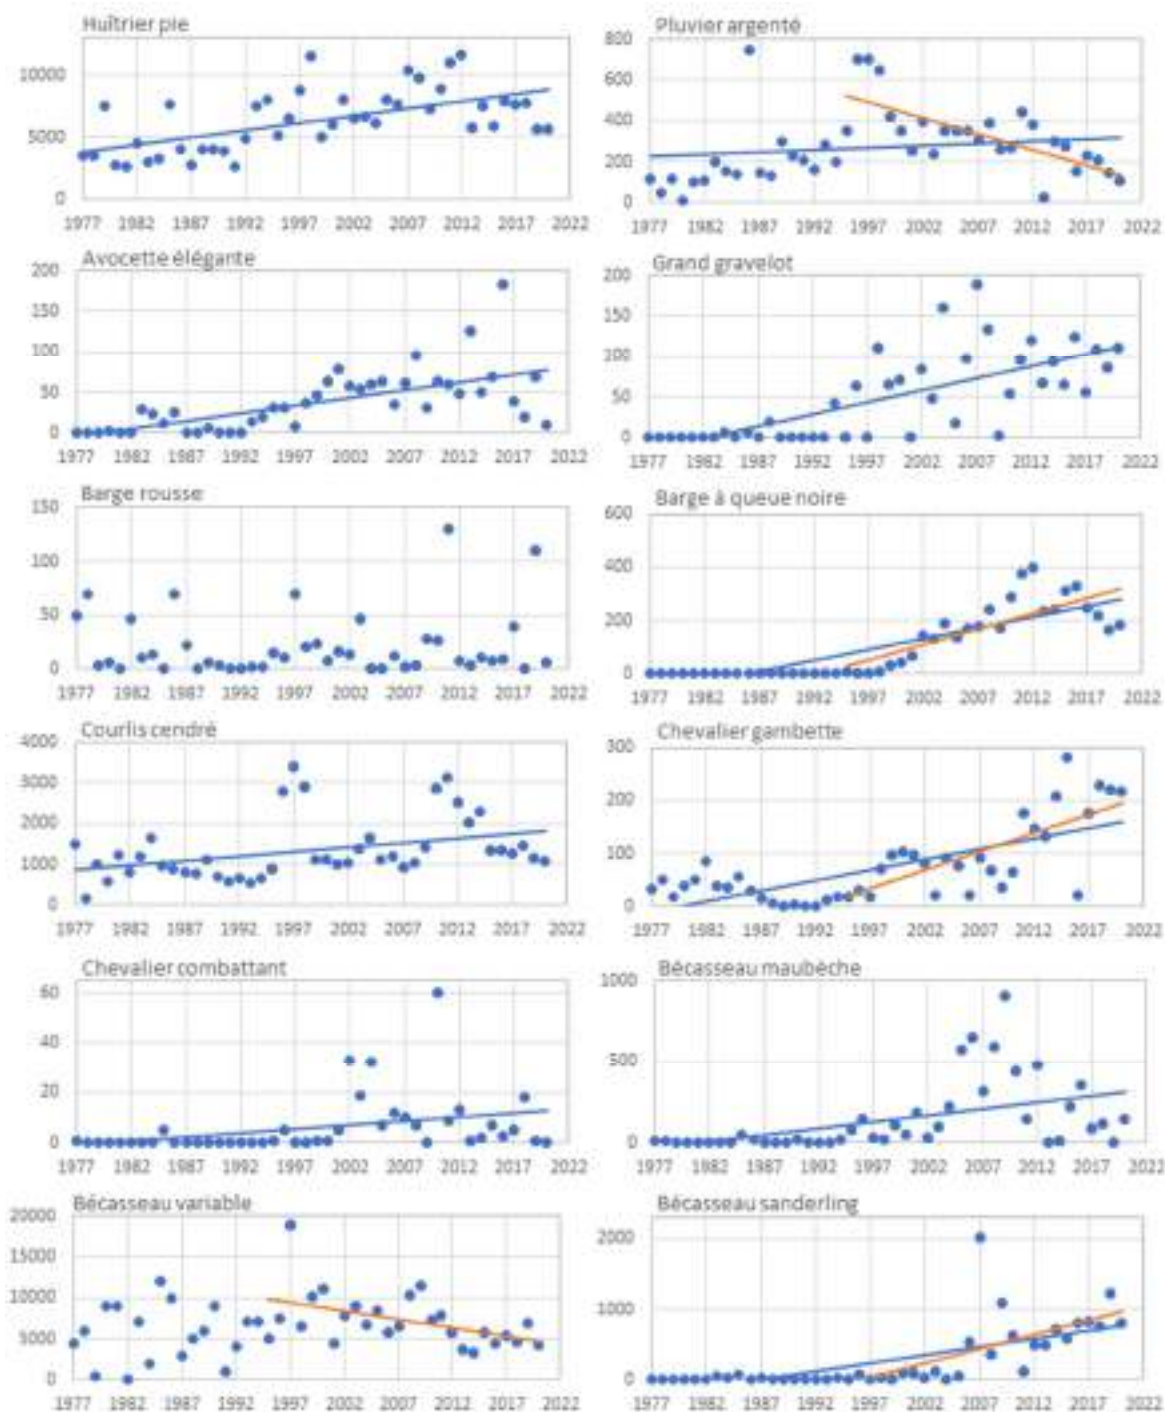 Huîtrier pie
10000
5000
0
1977 1982 1987 1992 1997 2002 2007 2012 2017 2022
Pluvier argenté
800
600
400
200
0
1977 1982 1987 1992 1997 2002 2007 2012 2017 2022
Avocette élégante
200
150
100
50
0
1977 1982 1987 1992 1997 2002 2007 2012 2017 2022
Grand gravelot
200
150
100
50
0
1977 1982 1987 1992 1997 2002 2007 2012 2017 2022
Barge rousse
150
100
50
0
1977 1982 1987 1992 1997 2002 2007 2012 2017 2022
Barge à queue noire
600
400
200
0
1977 1982 1987 1992 1997 2002 2007 2012 2017 2022
Courlis cendré
4000
3000
2000
1000
0
1977 1982 1987 1992 1997 2002 2007 2012 2017 2022
Chevalier gambette
300
200
100
0
1977 1982 1987 1992 1997 2002 2007 2012 2017 2022
Chevalier combattant
60
40
20
0
1977 1982 1987 1992 1997 2002 2007 2012 2017 2022
Bécasseau maubèche
1000
500
0
1977 1982 1987 1992 1997 2002 2007 2012 2017 2022
Bécasseau variable
20000
15000
10000
5000
0
1977 1982 1987 1992 1997 2002 2007 2012 2017 2022
Bécasseau sanderling
2000
1000
0
1977 1982 1987 1992 1997 2002 2007 2012 2017 2022